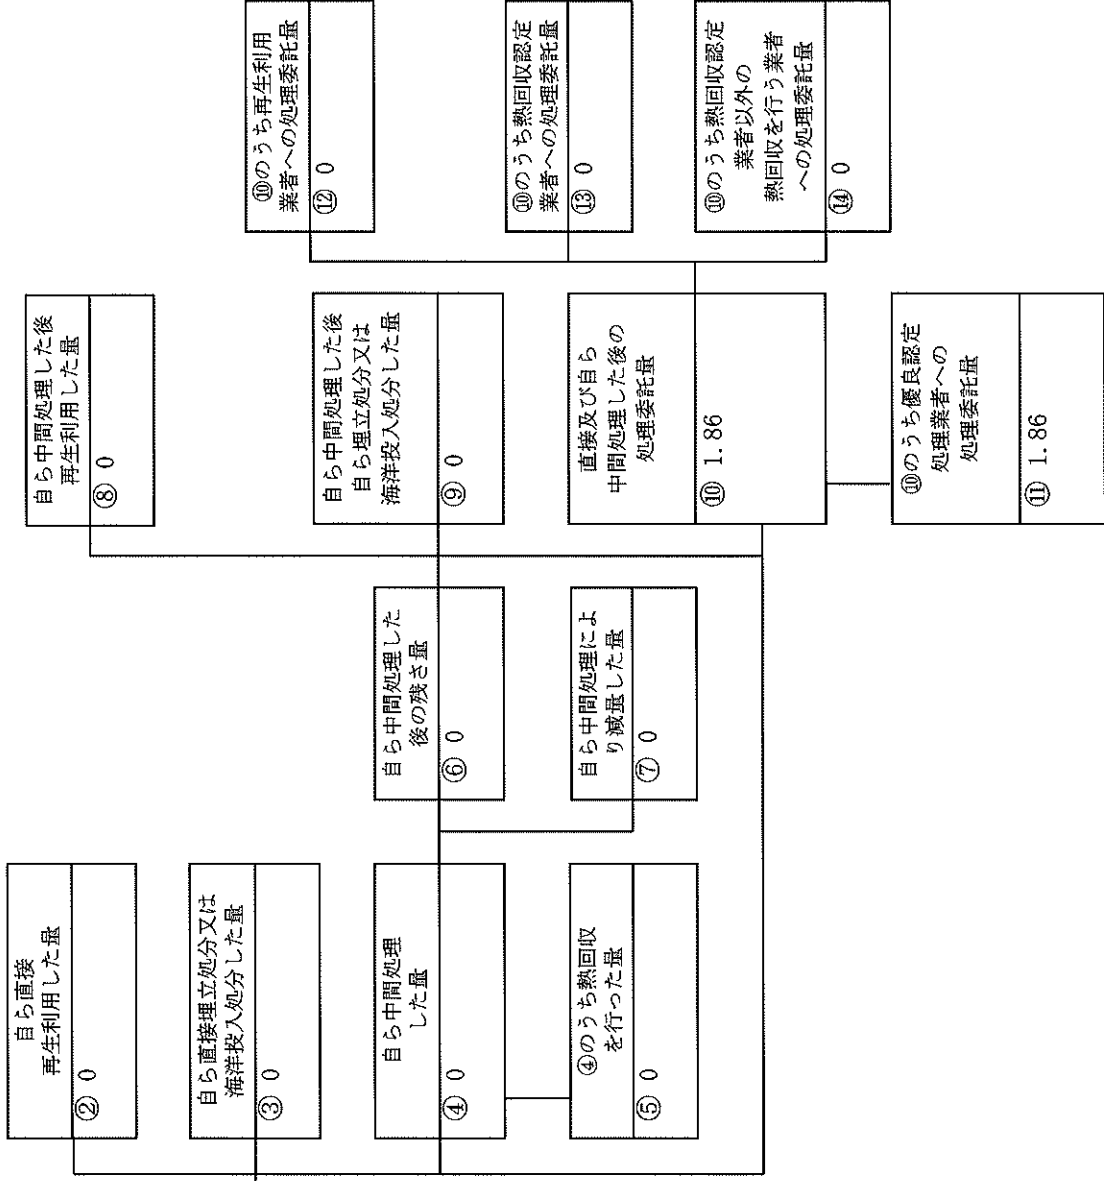 自ら直接
再生利用した量
② 0
自ら直接埋立処分又は
海洋投入処分した量
③ 0
自ら中間処理
した量
④ 0
④のうち熱回収
を行った量
⑤ 0
自ら中間処理した
後の残さ量
⑥ 0
自ら中間処理によ
り減量した量
⑦ 0
自ら中間処理した後
再生利用した量
⑧ 0
自ら中間処理した後
自ら埋立処分又は
海洋投入処分した量
⑨ 0
直接及び自ら
中間処理した後の
処理委託量
⑩ 1.86
⑩のうち優良認定
処理業者への
処理委託量
⑪ 1.86
⑩のうち再生利用
業者への処理委託量
⑫ 0
⑩のうち熱回収認定
業者への処理委託量
⑬ 0
⑩のうち熱回収認定
業者以外の
熱回収を行う業者
への処理委託量
⑭ 0